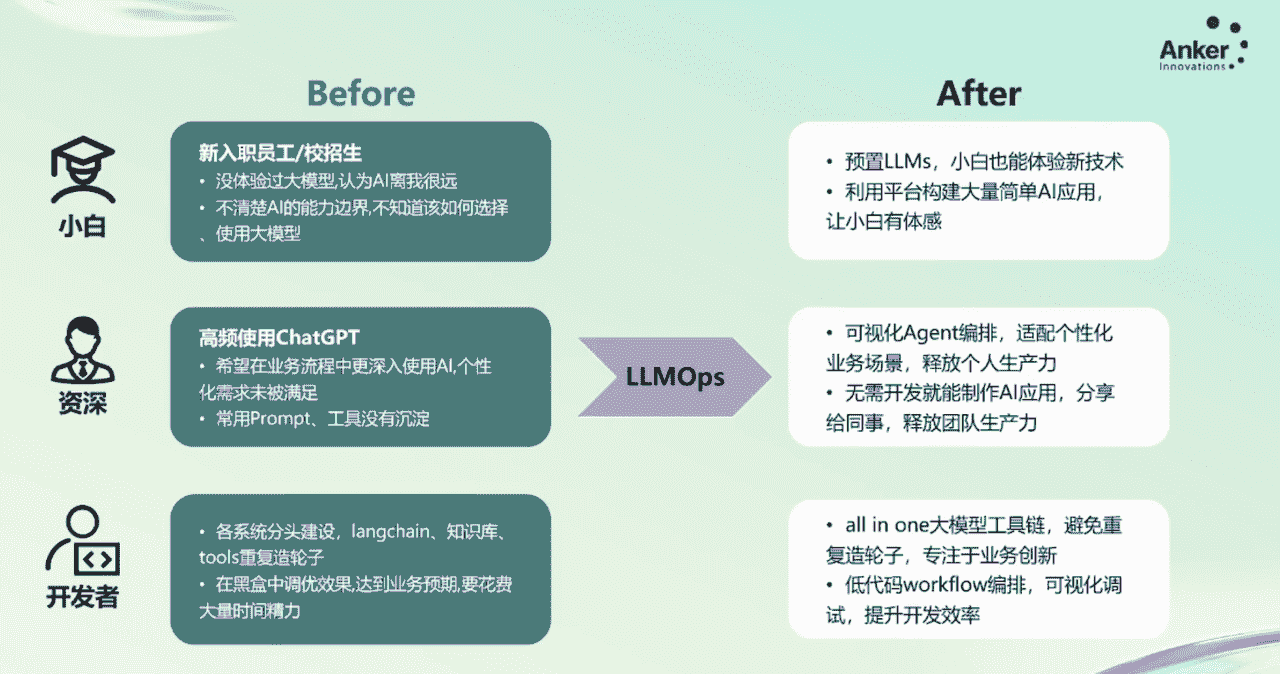 Anker
Innovations
Before
After
小白
新入职员工/校招生
• 没体验过大模型,认为AI离我很远
• 不清楚AI的能力边界,不知道该如何选择
、使用大模型
• 预置LLMs，小白也能体验新技术
• 利用平台构建大量简单AI应用，
让小白有体感
资深
高频使用ChatGPT
• 希望在业务流程中更深入使用AI,个性
化需求未被满足
• 常用Prompt、工具没有沉淀
LLMOps
• 可视化Agent编排，适配个性化
业务场景，释放个人生产力
• 无需开发就能制作AI应用，分享
给同事，释放团队生产力
开发者
• 各系统分头建设，langchain、知识库、
tools重复造轮子
• 在黑盒中调优效果,达到业务预期,要花费
大量时间精力
• all in one大模型工具链，避免重
复造轮子，专注于业务创新
• 低代码workflow编排，可视化调
试，提升开发效率